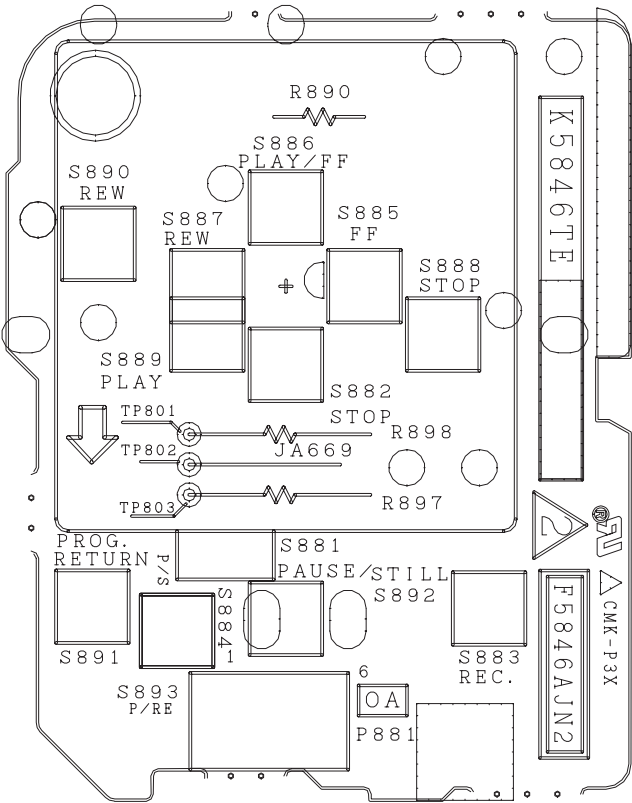 R890
S886
PLAY/FF
S890
REW
S887
REW
S885
FF
S888
STOP
K5846TE
S889
PLAY
S882
STOP
TP801
R898
JA669
TP802
TP803
R897
2
R
PROG.
RETURN
P/S
S881
PAUSE/STILL
S892
S884
S891
1
S883
REC.
CMK-P3X
F5846AJN2
S893
P/RE
6
OA
P881